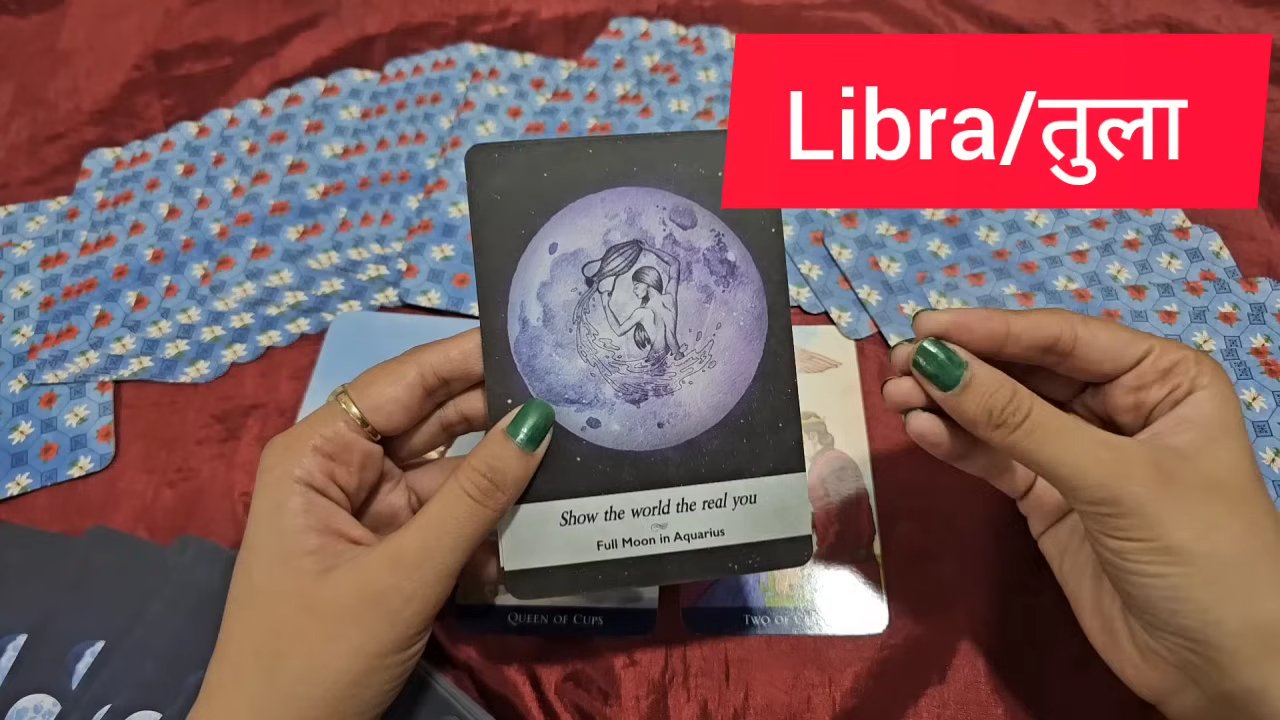 Libra/तुला
Show the world the real you
Full Moon in Aquarius
QUEEN OF CUPS
TWO OF